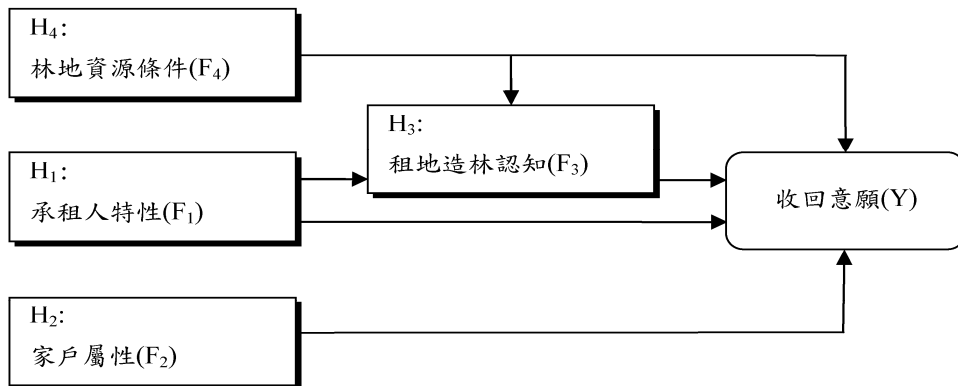 H₄:
林地資源條件(F₄)
H₃:
租地造林認知(F₃)
H₁:
承租人特性(F₁)
收回意願(Y)
H₂:
家戶屬性(F₂)